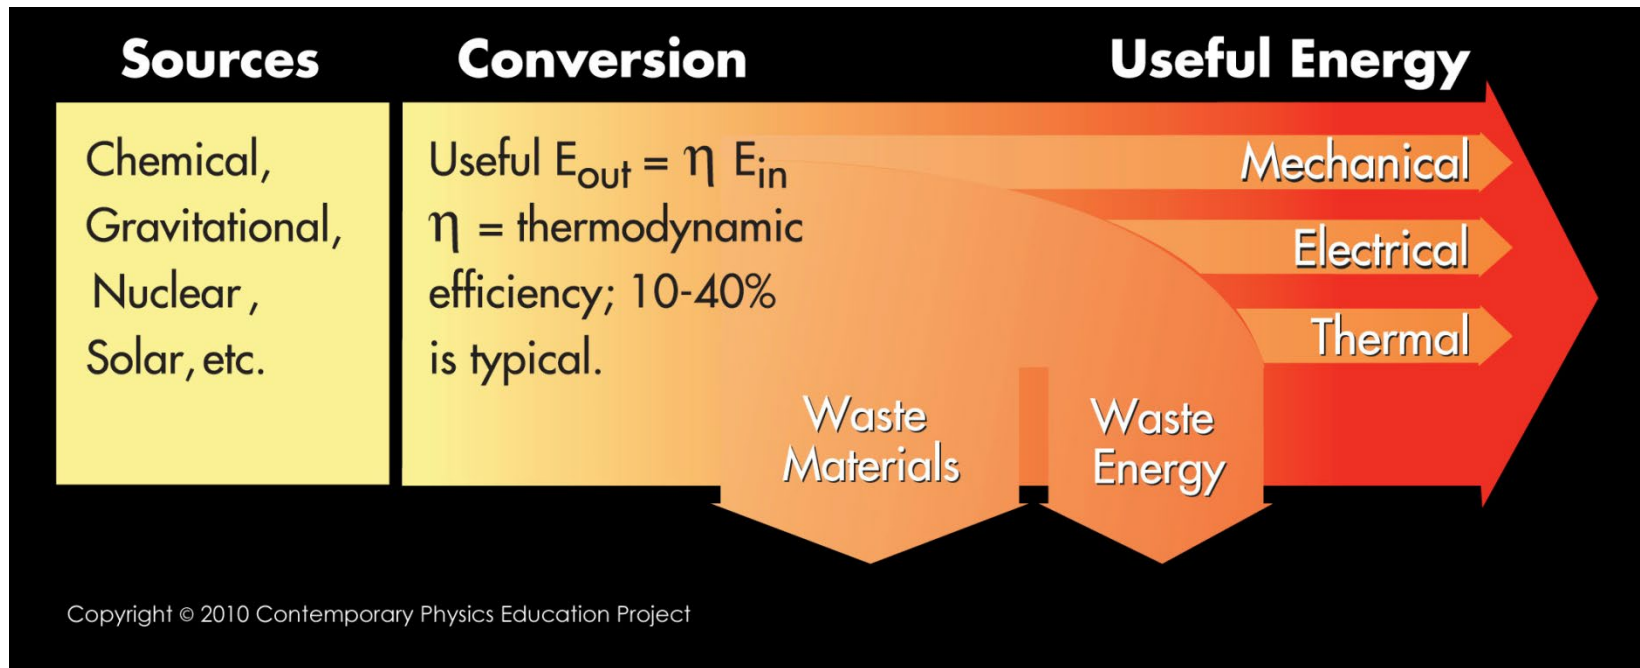 Sources
Conversion
Useful Energy
Chemical,
Gravitational,
Nuclear,
Solar, etc.
Useful Eout = η Ein
η = thermodynamic
efficiency; 10-40%
is typical.
Mechanical
Electrical
Thermal
Waste
Materials
Waste
Energy
Copyright © 2010 Contemporary Physics Education Project